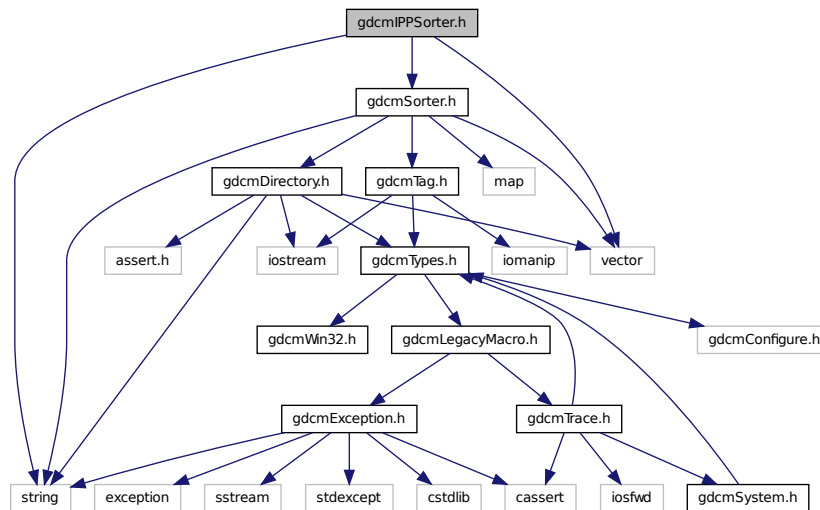 gdcmIPPSorter.h
gdcmSorter.h
gdcmDirectory.h
gdcmTag.h
map
assert.h
iostream
gdcmTypes.h
iomanip
vector
gdcmWin32.h
gdcmLegacyMacro.h
gdcmConfigure.h
gdcmException.h
gdcmTrace.h
string
exception
sstream
stdexcept
cstdlib
cassert
iosfwd
gdcmSystem.h